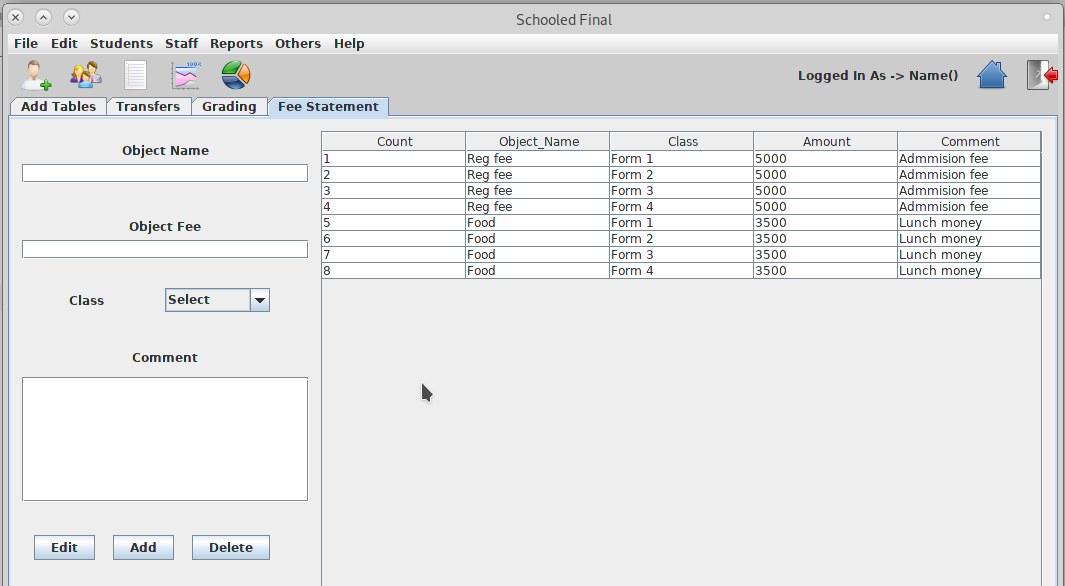 Schooled Final
File Edit Students Staff Reports Others Help
100%
Logged In As -> Name()
Add Tables Transfers Grading Fee Statement
Object Name
Object Fee
Class Select
Comment
Edit Add Delete
Count Object_Name Class Amount Comment
1 Reg fee Form 1 5000 Admmision fee
2 Reg fee Form 2 5000 Admmision fee
3 Reg fee Form 3 5000 Admmision fee
4 Reg fee Form 4 5000 Admmision fee
5 Food Form 1 3500 Lunch money
6 Food Form 2 3500 Lunch money
7 Food Form 3 3500 Lunch money
8 Food Form 4 3500 Lunch money